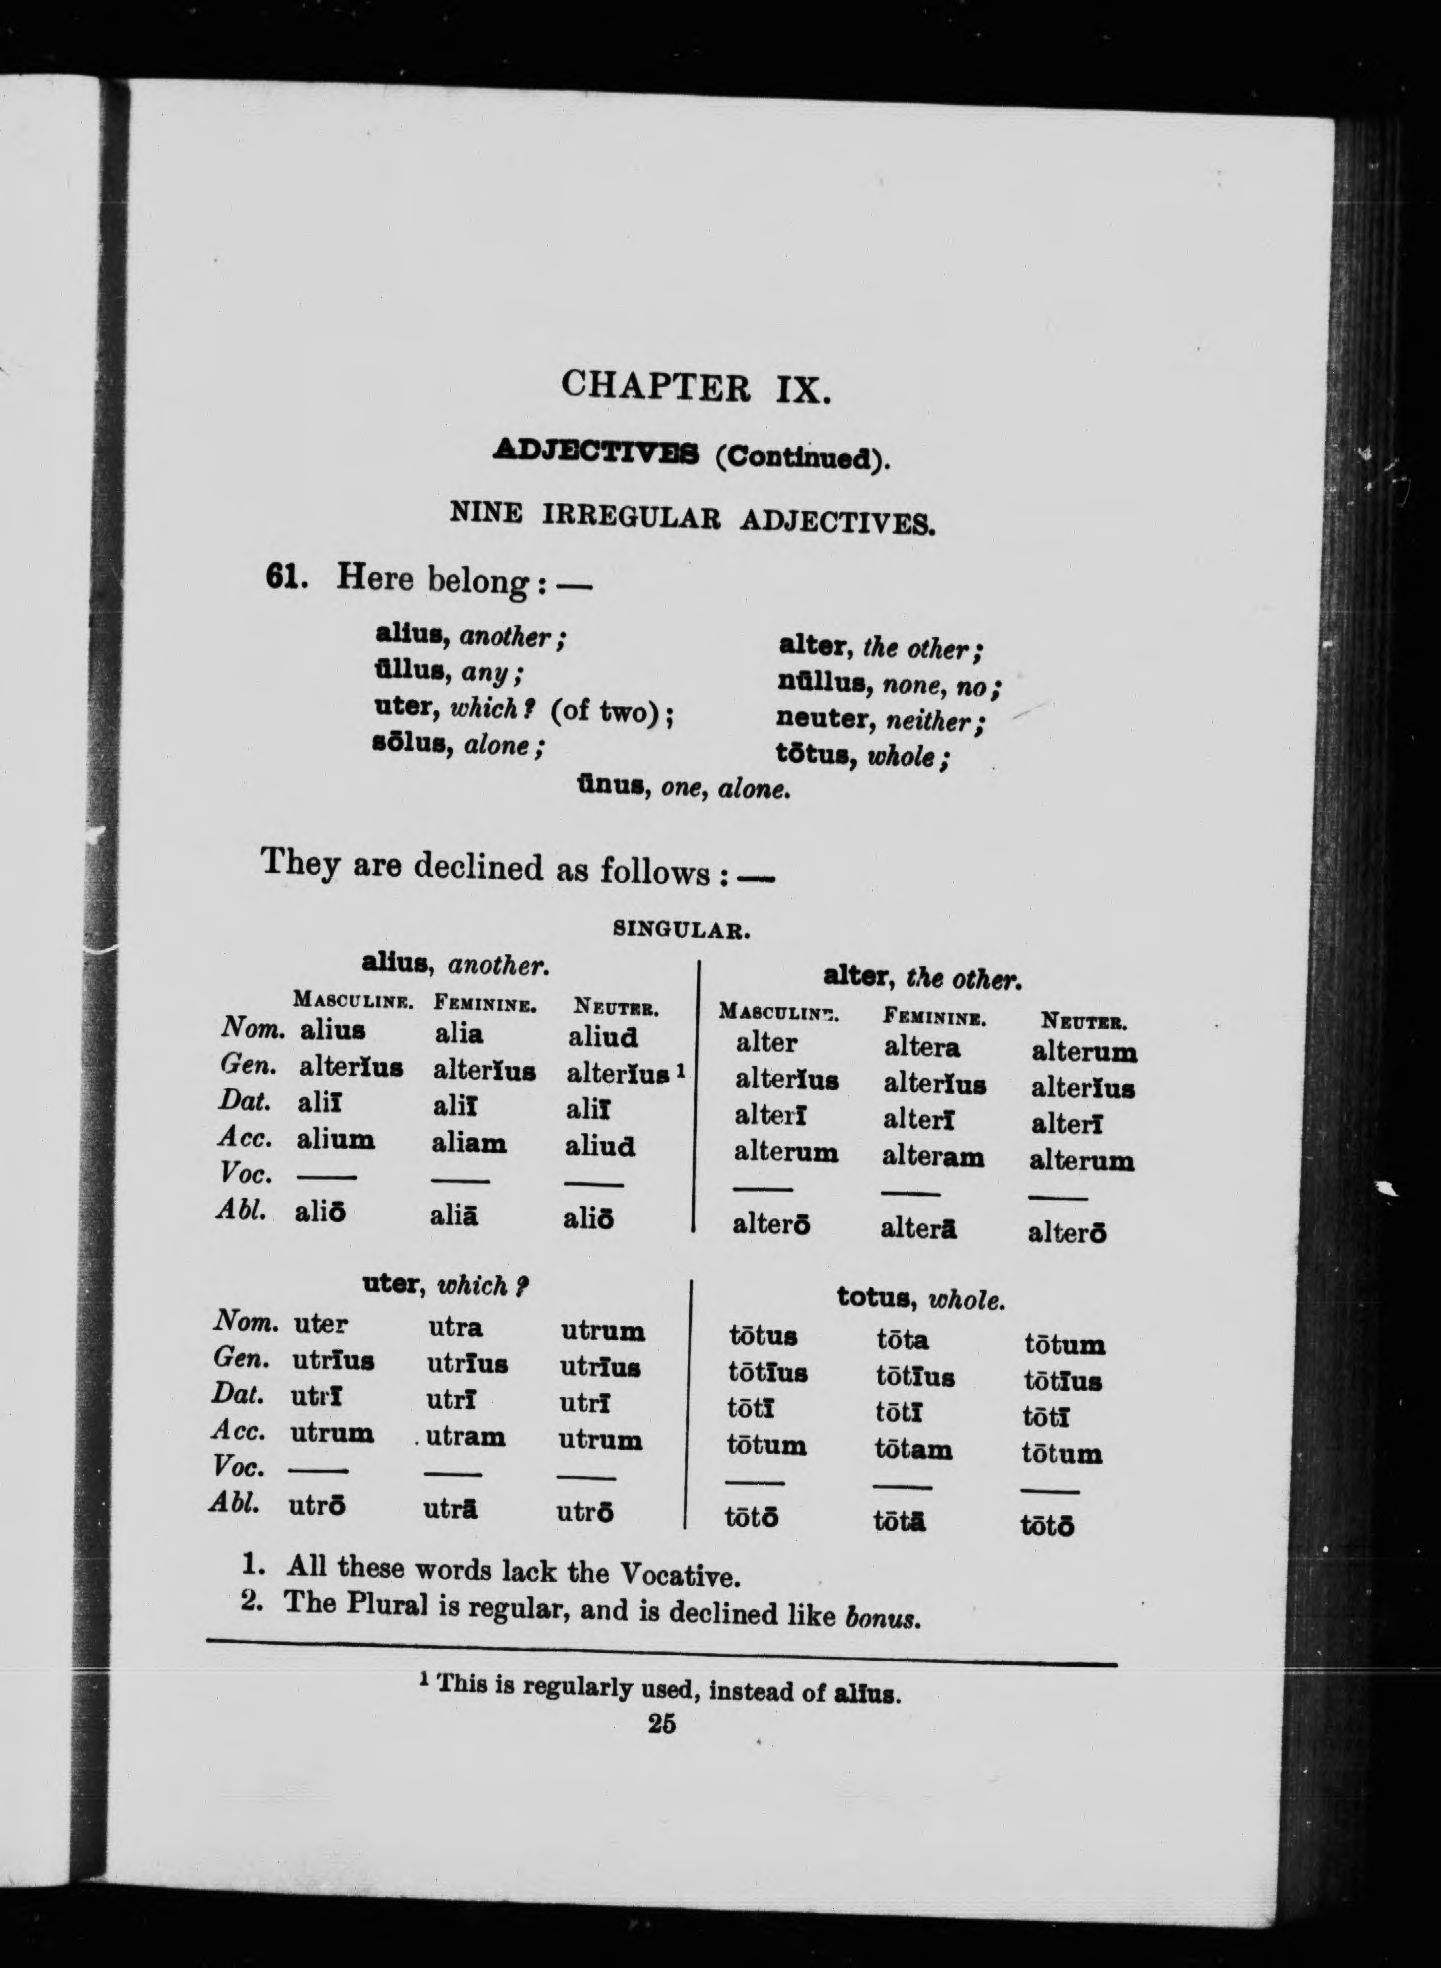 CHAPTER IX.
ADJECTIVES (Continued).
NINE IRREGULAR ADJECTIVES.
61. Here belong : —
alius, another ; alter, the other ;
ūllus, any ; nūllus, none, no ;
uter, which ? (of two) ; neuter, neither ;
sōlus, alone ; tōtus, whole ;
ūnus, one, alone.
They are declined as follows : —
SINGULAR.
alius, another. alter, the other.
MASCULINE. FEMININE. NEUTER. MASCULINE. FEMININE. NEUTER.
Nom. alius alia aliud alter altera alterum
Gen. alterĭus alterĭus alterĭus ¹ alterĭus alterĭus alterĭus
Dat. aliī aliī aliī alterī alterī alterī
Acc. alium aliam aliud alterum alteram alterum
Voc. —— —— —— —— —— ——
Abl. aliō aliā aliō alterō alterā alterō
uter, which ? totus, whole.
Nom. uter utra utrum tōtus tōta tōtum
Gen. utrīus utrīus utrīus tōtīus tōtīus tōtīus
Dat. utrī utrī utrī tōtī tōtī tōtī
Acc. utrum utram utrum tōtum tōtam tōtum
Voc. —— —— —— —— —— ——
Abl. utrō utrā utrō tōtō tōtā tōtō
1. All these words lack the Vocative.
2. The Plural is regular, and is declined like bonus.
¹ This is regularly used, instead of alīus.
25